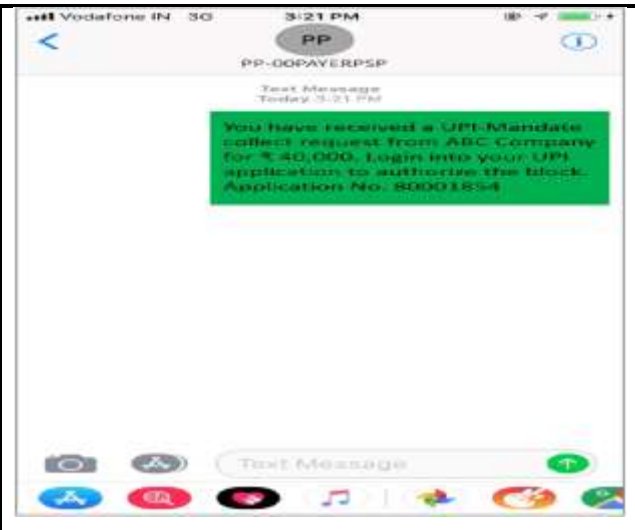 Vodafone IN 3G 3:21 PM
PP
PP-00PAYERPSP
Text Message
Today 3:21 PM
You have received a UPI-Mandate
collect request from ABC Company
for ₹ 40,000. Login into your UPI
application to authorize the block.
Application No. 80001854
Text Message